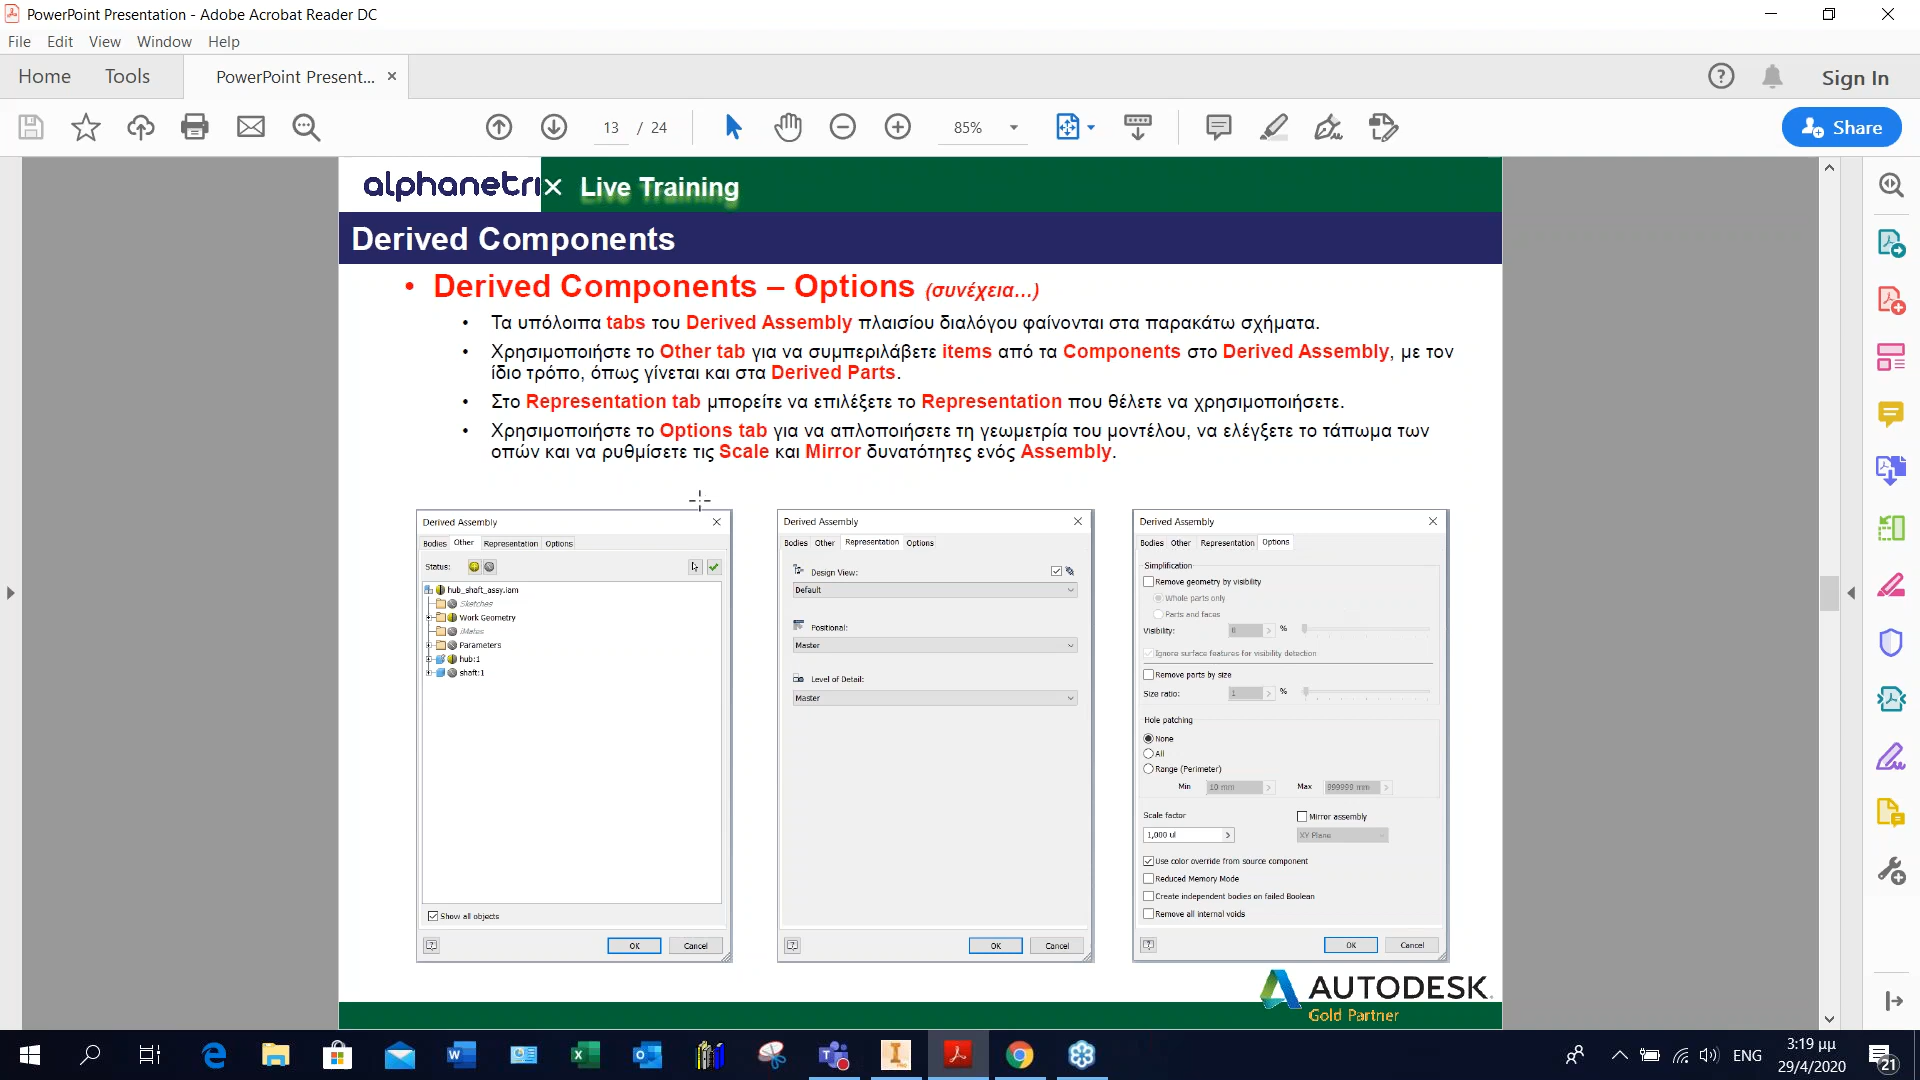 PowerPoint Presentation - Adobe Acrobat Reader DC
File Edit View Window Help
Home Tools PowerPoint Present... Sign In
13 / 24 85% Share
alphanetrix Live Training
Derived Components
• Derived Components – Options (συνέχεια...)
• Τα υπόλοιπα tabs του Derived Assembly πλαισίου διαλόγου φαίνονται στα παρακάτω σχήματα.
• Χρησιμοποιήστε το Other tab για να συμπεριλάβετε items από τα Components στο Derived Assembly, με τον
ίδιο τρόπο, όπως γίνεται και στα Derived Parts.
• Στο Representation tab μπορείτε να επιλέξετε το Representation που θέλετε να χρησιμοποιήσετε.
• Χρησιμοποιήστε το Options tab για να απλοποιήσετε τη γεωμετρία του μοντέλου, να ελέγξετε το τάπωμα των
οπών και να ρυθμίσετε τις Scale και Mirror δυνατότητες ενός Assembly.
Derived Assembly
Bodies Other Representation Options
Status:
hub_shaft_assy.iam
Sketches
Work Geometry
iMates
Parameters
hub:1
shaft:1
Show all objects
OK Cancel
Derived Assembly
Bodies Other Representation Options
Design View:
Default
Positional:
Master
Level of Detail:
Master
OK Cancel
Derived Assembly
Bodies Other Representation Options
Simplification
Remove geometry by visibility
Whole parts only
Parts and faces
Visibility: %
Ignore surface features for visibility detection
Remove parts by size
Size ratio: 1 %
Hole patching
None
All
Range (Perimeter)
Min 10 mm Max 999999 mm
Scale factor Mirror assembly
1,000 ul XY Plane
Use color override from source component
Reduced Memory Mode
Create independent bodies on failed Boolean
Remove all internal voids
OK Cancel
AUTODESK.
Gold Partner
ENG 3:19 μμ
29/4/2020 21